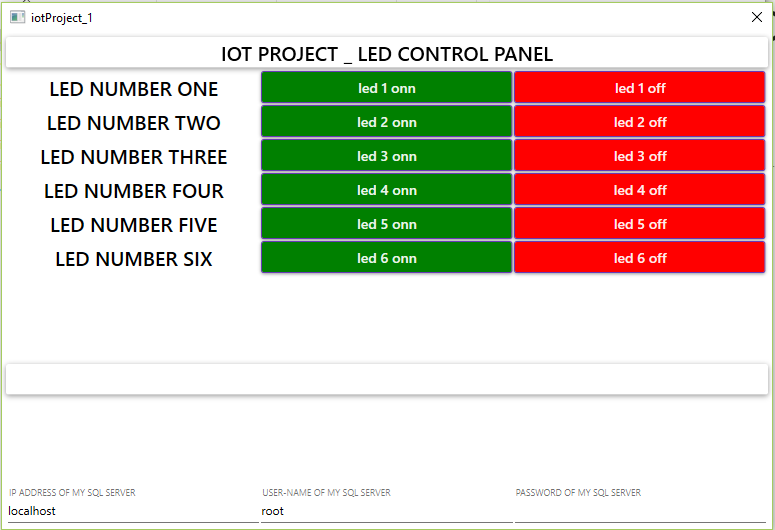 iotProject_1
IOT PROJECT _ LED CONTROL PANEL
LED NUMBER ONE led 1 onn led 1 off
LED NUMBER TWO led 2 onn led 2 off
LED NUMBER THREE led 3 onn led 3 off
LED NUMBER FOUR led 4 onn led 4 off
LED NUMBER FIVE led 5 onn led 5 off
LED NUMBER SIX led 6 onn led 6 off
IP ADDRESS OF MY SQL SERVER USER-NAME OF MY SQL SERVER PASSWORD OF MY SQL SERVER
localhost root